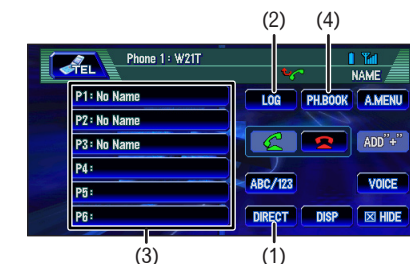 (2) (4)
TEL Phone 1 : W21T
NAME
P1 : No Name LOG PH.BOOK A.MENU
P2 : No Name
P3 : No Name ADD"+"
P4 :
P5 : ABC/123 VOICE
P6 : DIRECT DISP HIDE
(3) (1)